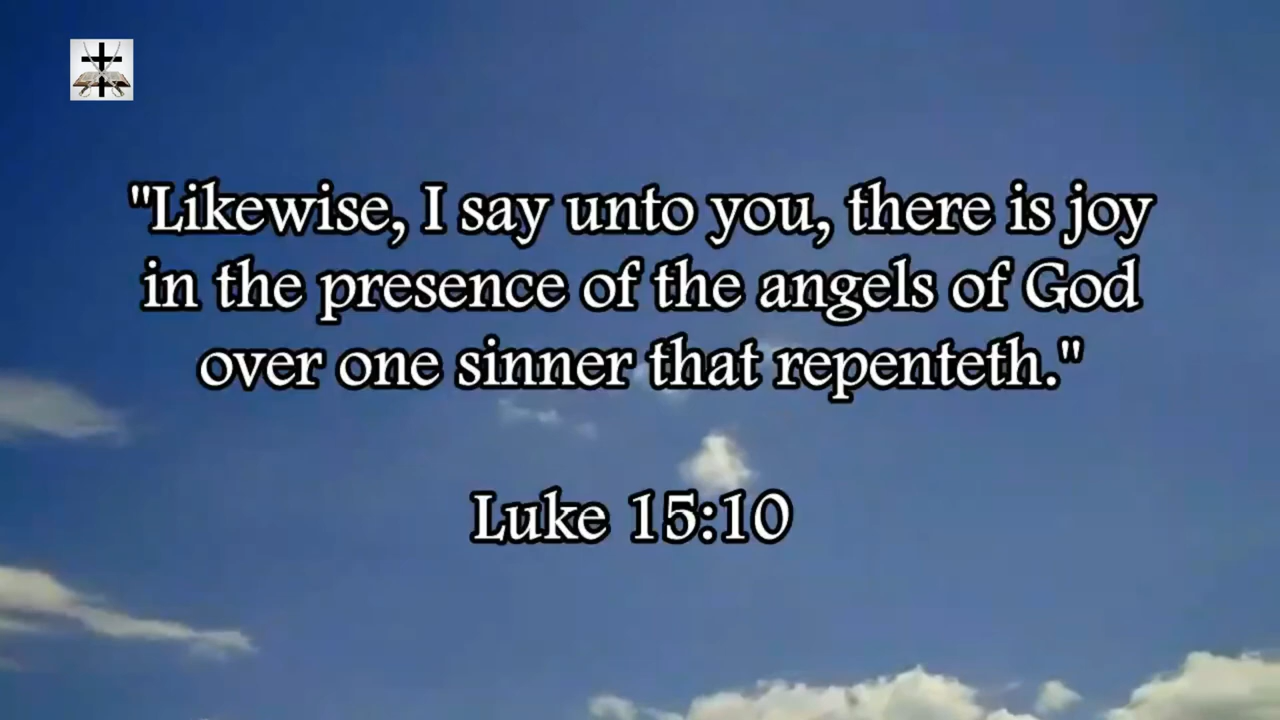 "Likewise, I say unto you, there is joy
in the presence of the angels of God
over one sinner that repenteth."
Luke 15:10